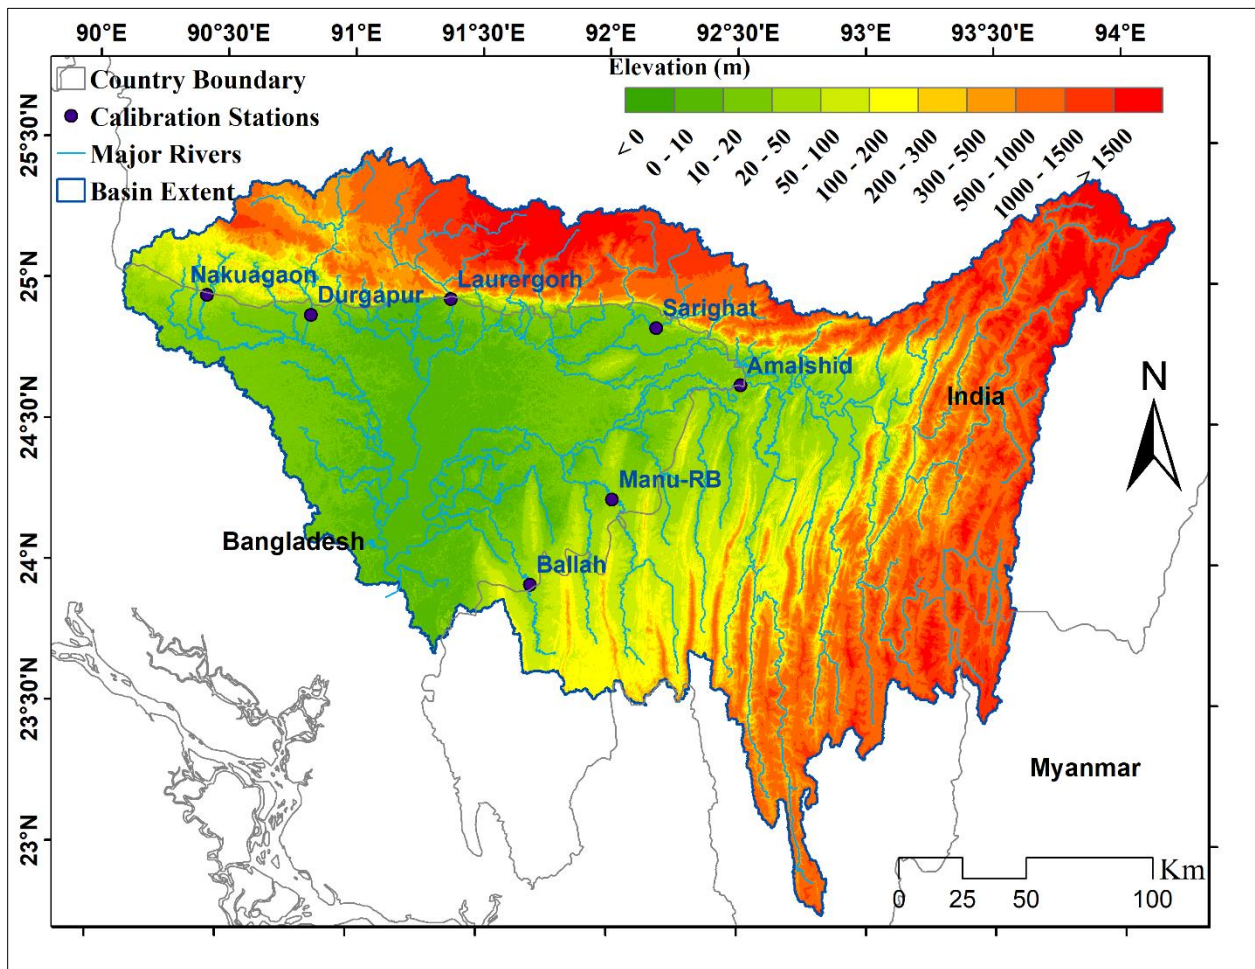 90°E 90°30'E 91°E 91°30'E 92°E 92°30'E 93°E 93°30'E 94°E
Country Boundary
Calibration Stations
Major Rivers
Basin Extent
Elevation (m)
< 0
0 - 10
10 - 20
20 - 50
50 - 100
100 - 200
200 - 300
300 - 500
500 - 1000
1000 - 1500
> 1500
25°30'N
25°N
24°30'N
24°N
23°30'N
23°N
Nakuagaon
Durgapur
Laurergorh
Sarighat
Amalshid
India
N
Manu-RB
Bangladesh
Ballah
Myanmar
Km
0 25 50 100